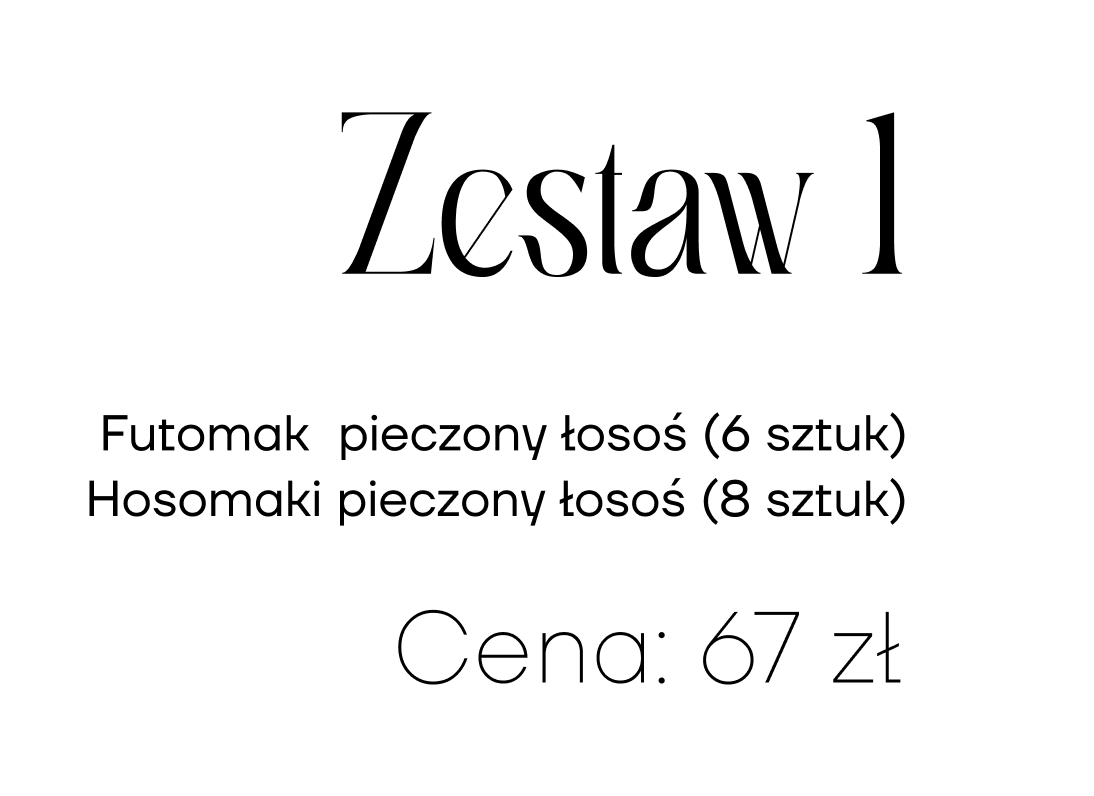 Zestaw 1
Futomak pieczony łosoś (6 sztuk)
Hosomaki pieczony łosoś (8 sztuk)
Cena: 67 zł